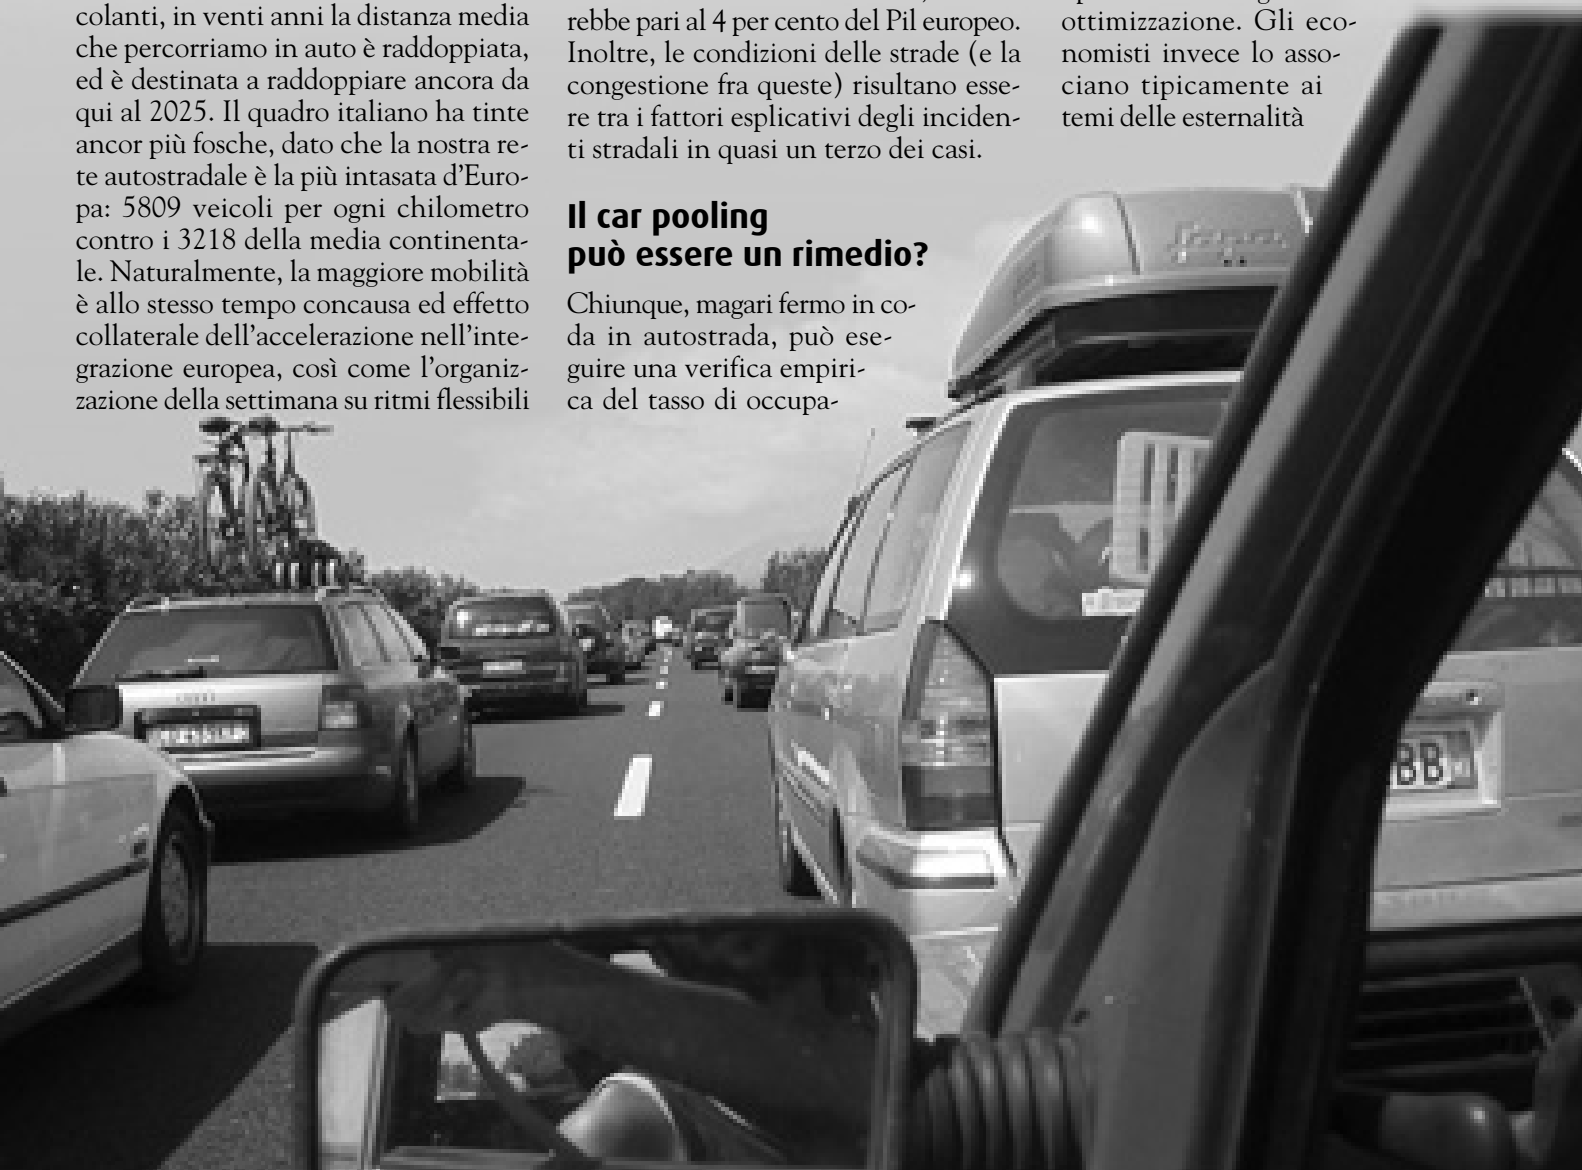 colanti, in venti anni la distanza media
che percorriamo in auto è raddoppiata,
ed è destinata a raddoppiare ancora da
qui al 2025. Il quadro italiano ha tinte
ancor più fosche, dato che la nostra re-
te autostradale è la più intasata d'Euro-
pa: 5809 veicoli per ogni chilometro
contro i 3218 della media continenta-
le. Naturalmente, la maggiore mobilità
è allo stesso tempo concausa ed effetto
collaterale dell'accelerazione nell'inte-
grazione europea, così come l'organiz-
zazione della settimana su ritmi flessibili
rebbe pari al 4 per cento del Pil europeo.
Inoltre, le condizioni delle strade (e la
congestione fra queste) risultano esse-
re tra i fattori esplicativi degli inciden-
ti stradali in quasi un terzo dei casi.
Il car pooling
può essere un rimedio?
Chiunque, magari fermo in co-
da in autostrada, può ese-
guire una verifica empiri-
ca del tasso di occupa-
ottimizzazione. Gli eco-
nomisti invece lo asso-
ciano tipicamente ai
temi delle esternalità
BB